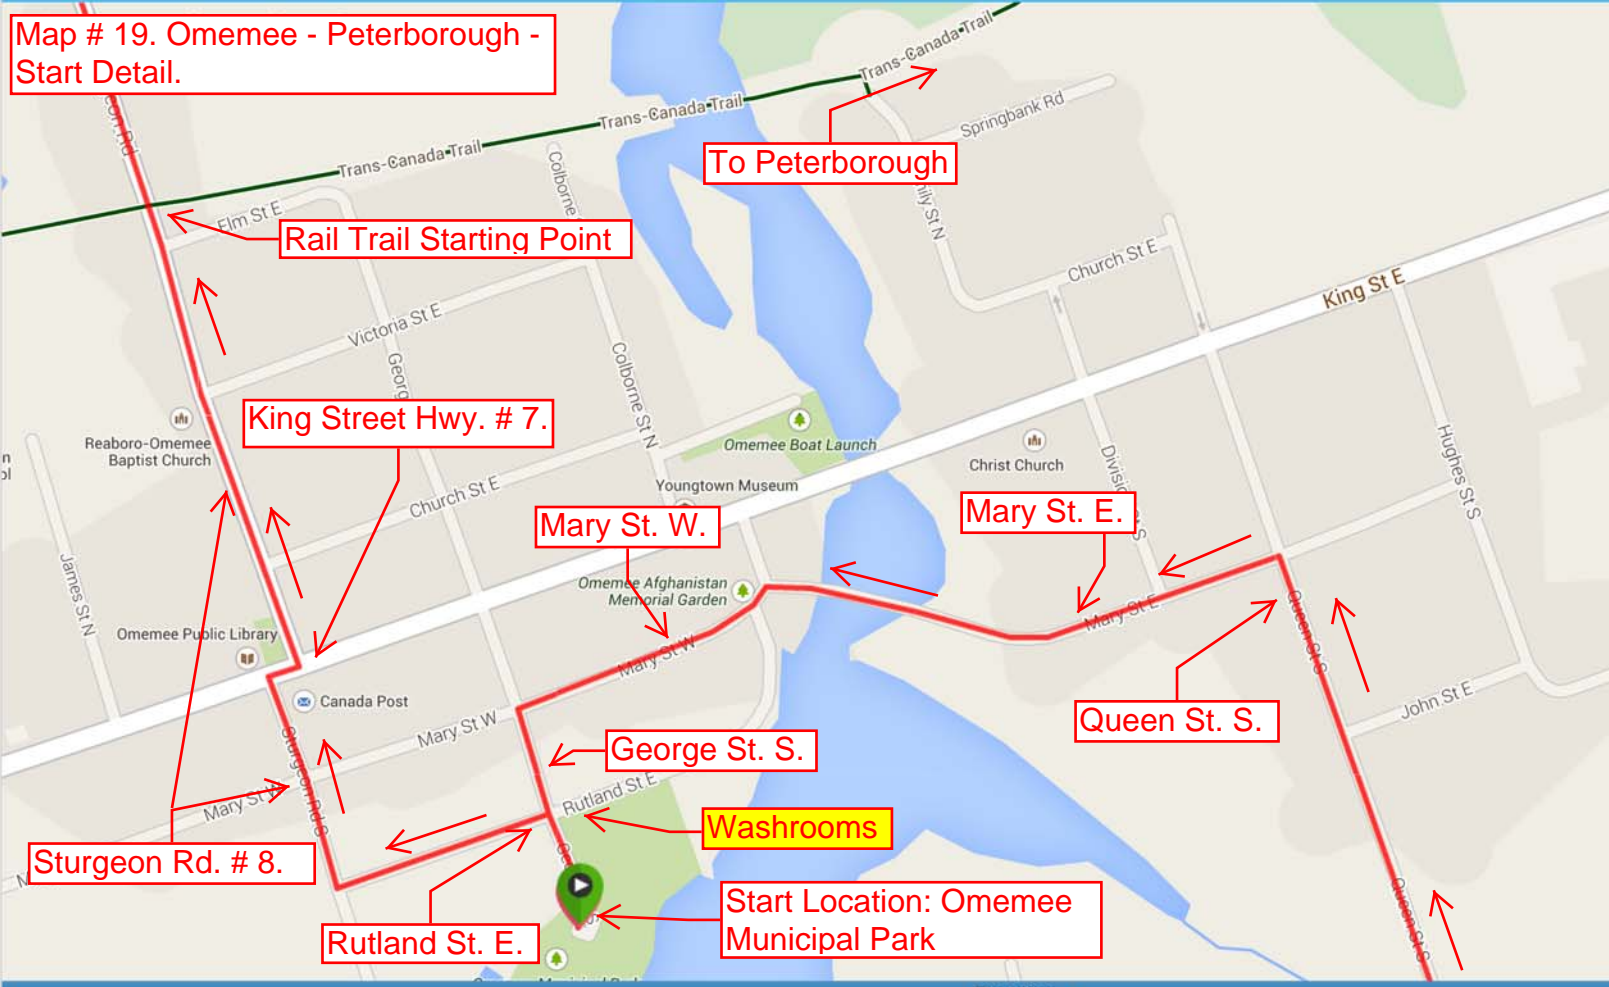 Map # 19. Omemee - Peterborough -
Start Detail.
Trans-Canada Trail
Trans-Canada Trail
Trans-Canada Trail
To Peterborough
Springbank Rd
Elm St E
Colborne
Rail Trail Starting Point
Church St E
King St E
Victoria St E
Colborne St N
King Street Hwy. # 7.
Reaboro-Omemee
Baptist Church
Omemee Boat Launch
Christ Church
Hughes St S
Church St E
Youngtown Museum
Mary St. W.
Mary St. E.
James St N
Omemee Afghanistan
Memorial Garden
Mary St E
Queen St S
Omemee Public Library
Mary St W
Canada Post
John St E
Queen St. S.
Mary St W
George St. S.
Sturgeon Rd S
Rutland St E
Mary St W
Washrooms
Sturgeon Rd. # 8.
Start Location: Omemee
Municipal Park
Rutland St. E.
Queen St S